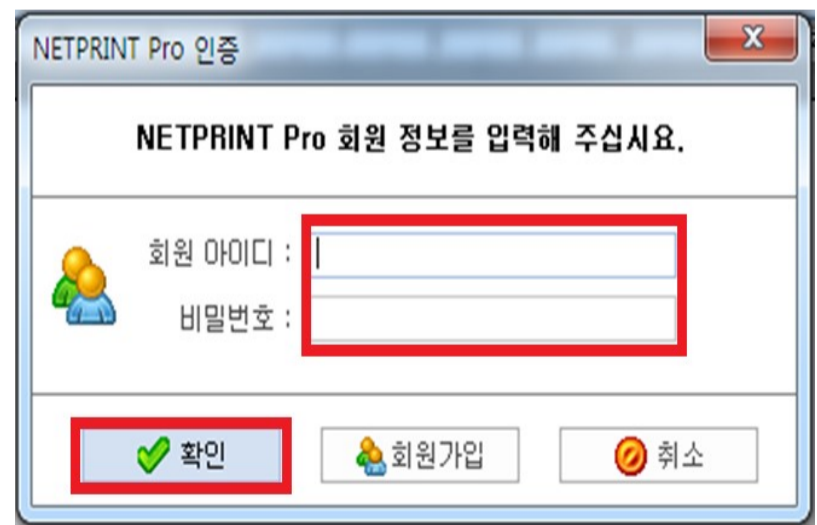 NETPRINT Pro 인증
NETPRINT Pro 회원 정보를 입력해 주십시요.
회원 아이디 :
비밀번호 :
확인 회원가입 취소